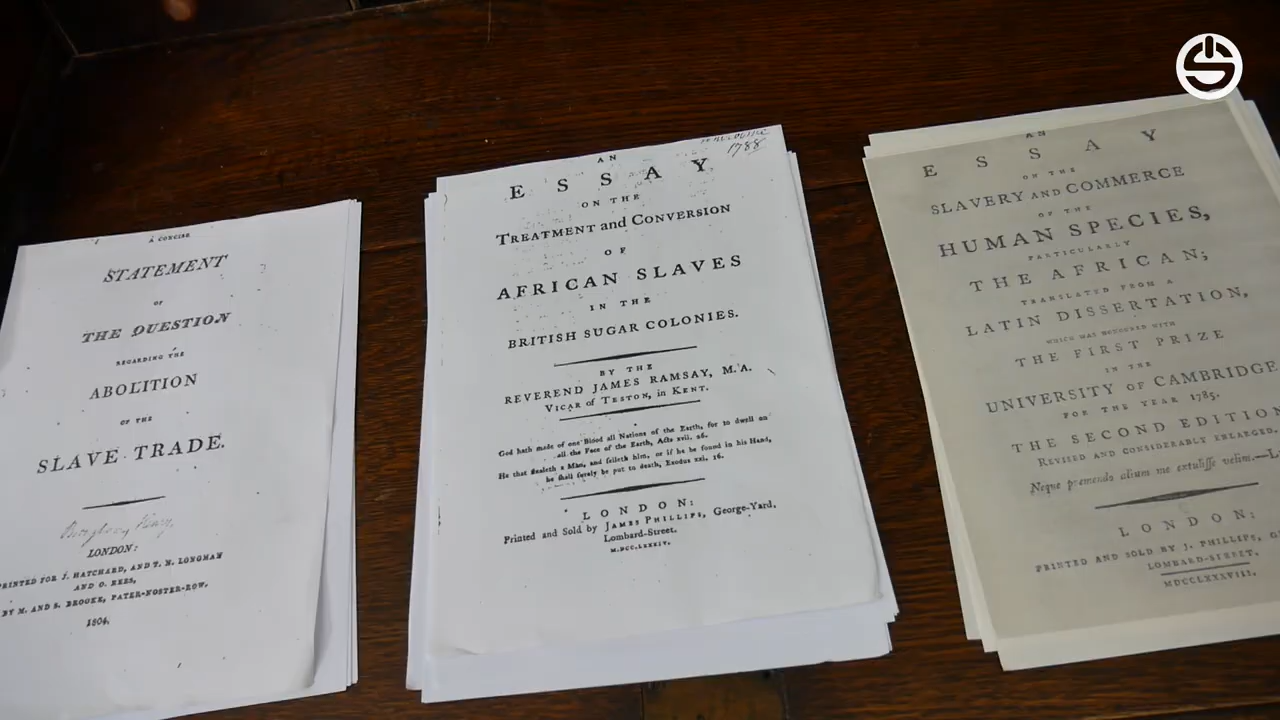 A CONCISE
STATEMENT
OF
THE QUESTION
REGARDING THE
ABOLITION
OF THE
SLAVE TRADE.
LONDON:
PRINTED FOR J. HATCHARD, AND T. N. LONGMAN
AND O. REES,
BY M. AND S. BROOKE, PATER-NOSTER-ROW.
1804.
1788
AN
ESSAY
ON THE
TREATMENT and CONVERSION
OF
AFRICAN SLAVES
IN THE
BRITISH SUGAR COLONIES.
BY THE
REVEREND JAMES RAMSAY, M.A.
VICAR of TESTON, in KENT.
God hath made of one Blood all Nations of the Earth, for to dwell on
all the Face of the Earth, Acts xvii. 26.
He that stealeth a Man, and selleth him, or if he be found in his Hand,
he shall surely be put to death, Exodus xxi. 16.
LONDON:
Printed and Sold by JAMES PHILLIPS, George-Yard,
Lombard-Street.
M.DCC.LXXXIV.
AN
ESSAY
ON THE
SLAVERY AND COMMERCE
OF THE
HUMAN SPECIES,
PARTICULARLY
THE AFRICAN;
TRANSLATED FROM A
LATIN DISSERTATION,
WHICH WAS HONOURED WITH
THE FIRST PRIZE
IN THE
UNIVERSITY OF CAMBRIDGE
FOR THE YEAR 1785.
THE SECOND EDITION
REVISED AND CONSIDERABLY ENLARGED.
Neque premendo alium me extulisse velim.—L
LONDON:
PRINTED AND SOLD BY J. PHILLIPS, G
LOMBARD-STREET.
MDCCLXXXVIII.